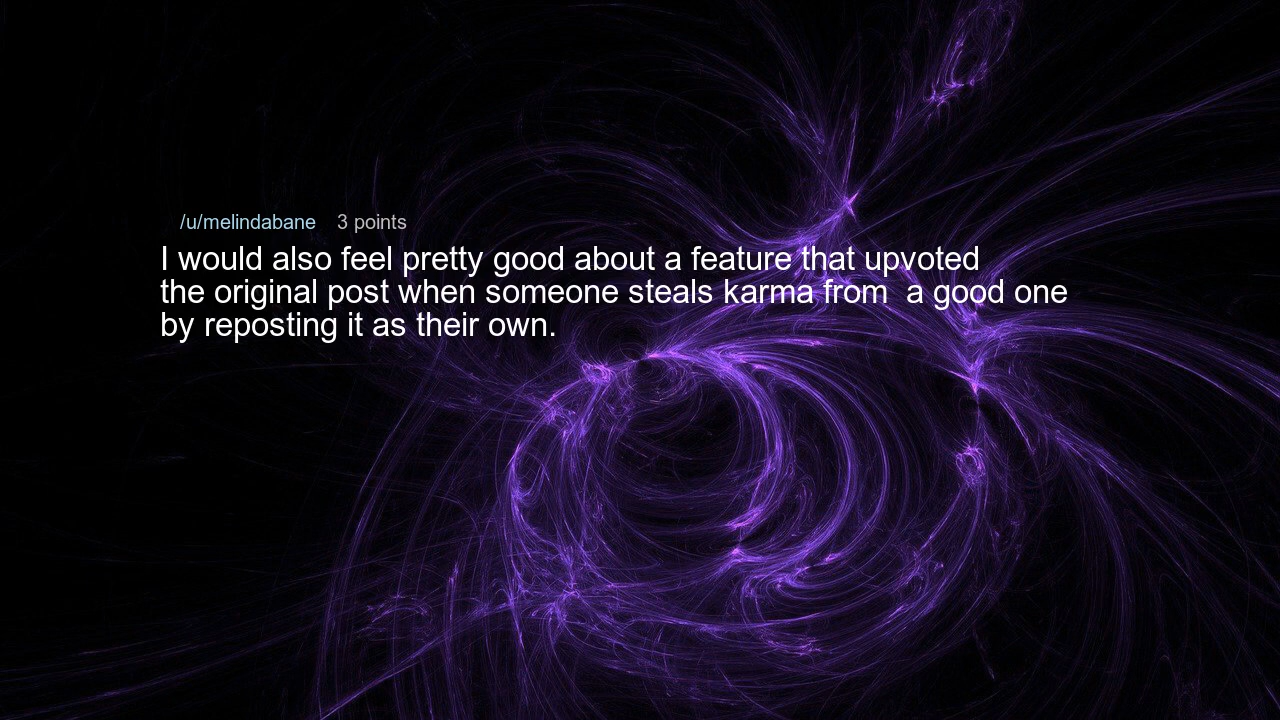 /u/melindabane 3 points
I would also feel pretty good about a feature that upvoted
the original post when someone steals karma from  a good one
by reposting it as their own.